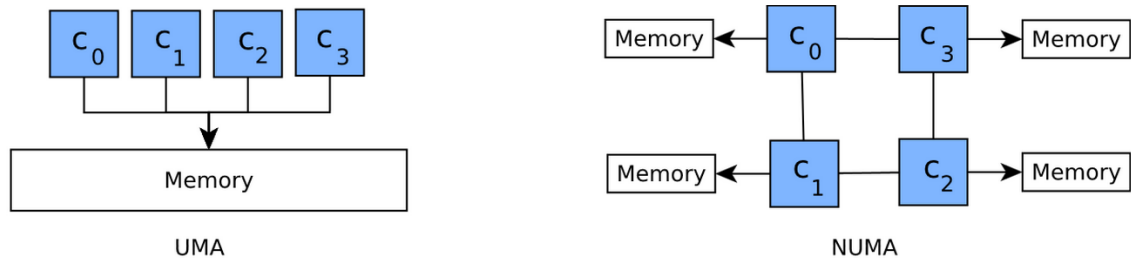 c0 c1 c2 c3
Memory
UMA
Memory c0 c3 Memory
Memory c1 c2 Memory
NUMA